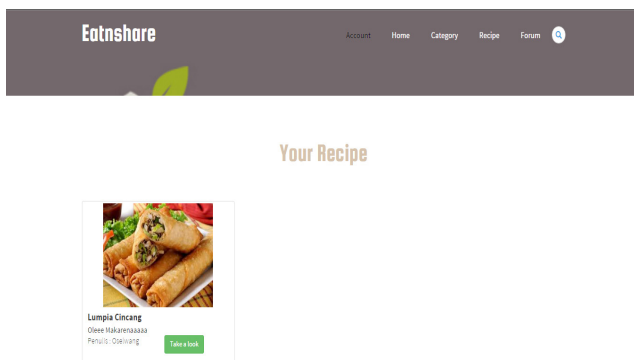 Eatnshare
Account Home Category Recipe Forum
Your Recipe
Lumpia Cincang
Oleee Makarenaaaaa
Penulis : Oseiwang
Take a look